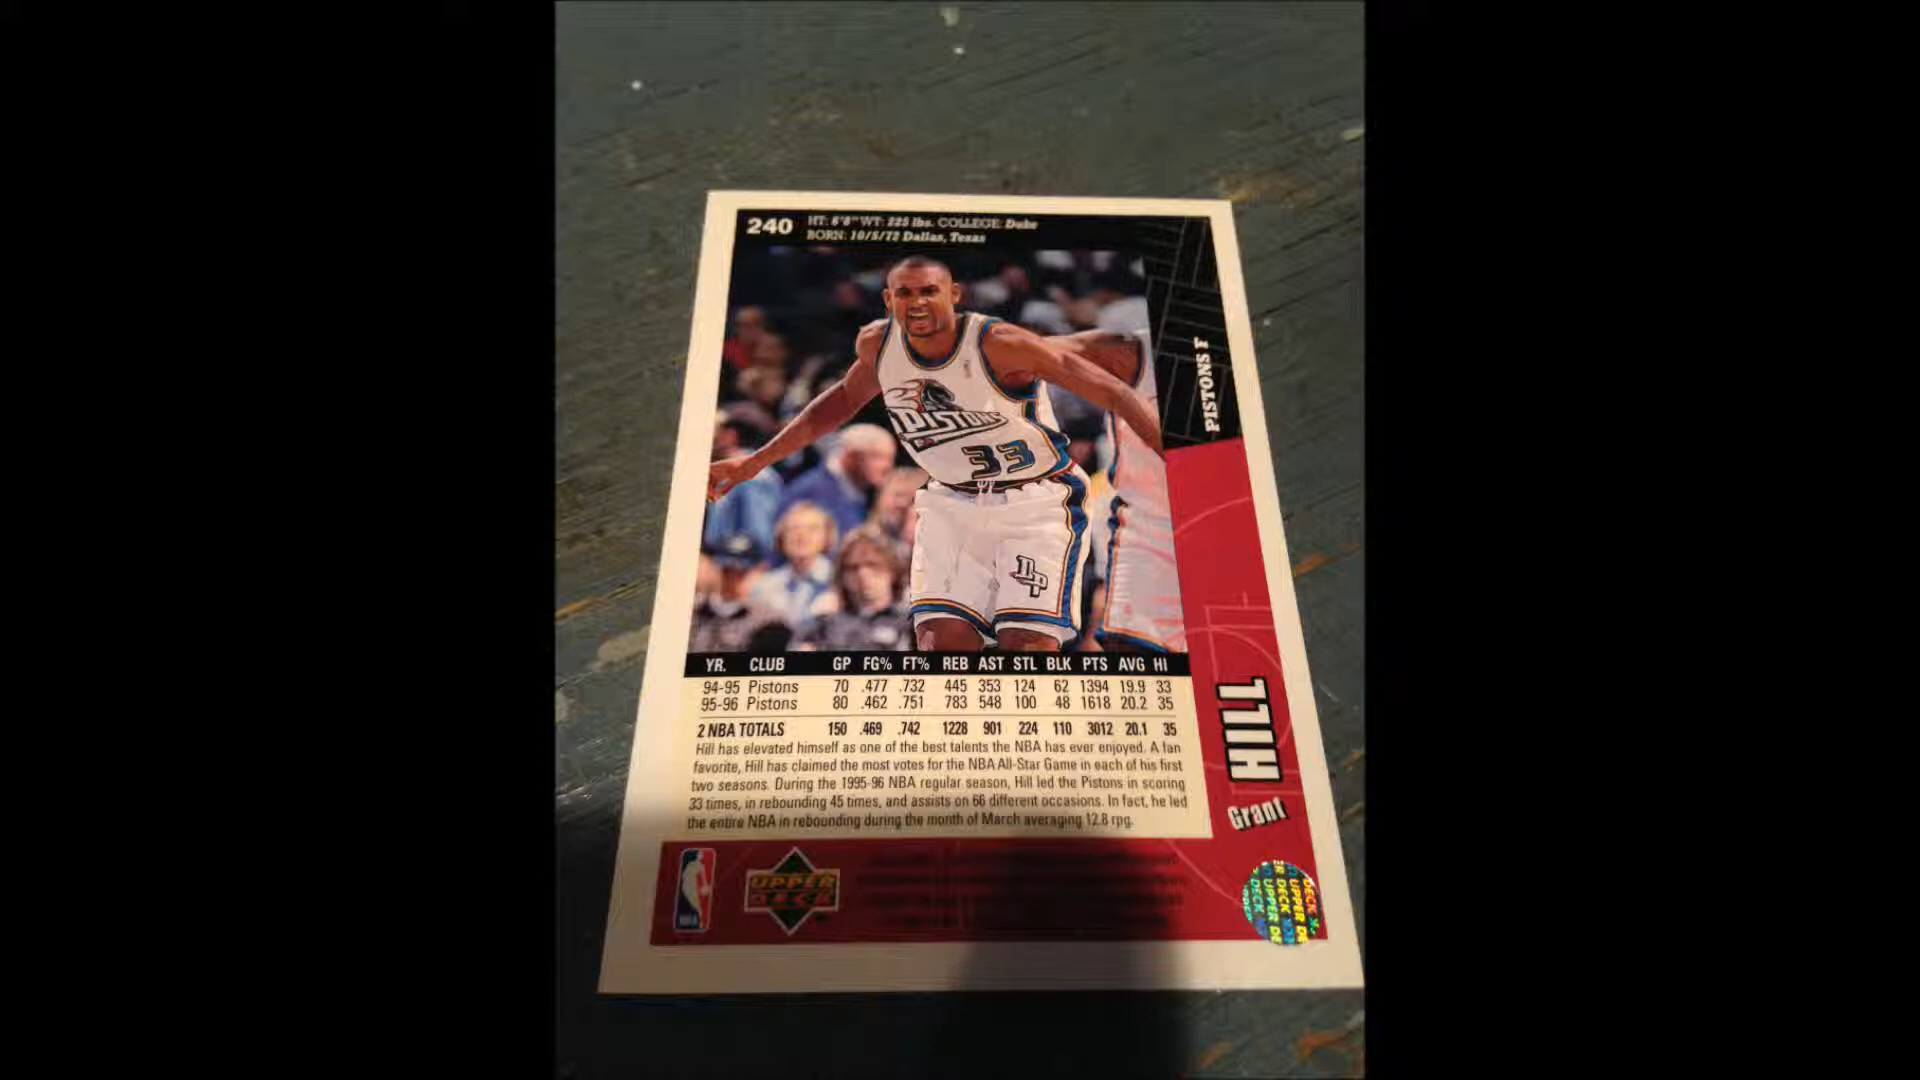 240
HT: 6'8" WT: 225 lbs. COLLEGE: Duke
BORN: 10/5/72 Dallas, Texas
PISTONS F
PISTONS
33
DP
YR. CLUB GP FG% FT% REB AST STL BLK PTS AVG HI
94-95 Pistons 70 .477 .732 445 353 124 62 1394 19.9 33
95-96 Pistons 80 .462 .751 783 548 100 48 1618 20.2 35
2 NBA TOTALS 150 .469 .742 1228 901 224 110 3012 20.1 35
Hill has elevated himself as one of the best talents the NBA has ever enjoyed. A fan
favorite, Hill has claimed the most votes for the NBA All-Star Game in each of his first
two seasons. During the 1995-96 NBA regular season, Hill led the Pistons in scoring
33 times, in rebounding 45 times, and assists on 66 different occasions. In fact, he led
the entire NBA in rebounding during the month of March averaging 12.8 rpg.
Grant HILL
NBA
UPPER
DECK
UPPER DECK